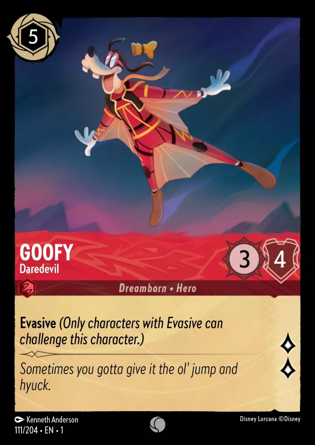 5
GOOFY
Daredevil
3
4
Dreamborn • Hero
Evasive (Only characters with Evasive can
challenge this character.)
Sometimes you gotta give it the ol' jump and
hyuck.
Kenneth Anderson
Disney Lorcana ©Disney
111/204 • EN • 1